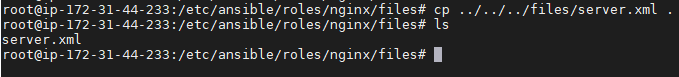 root@ip-172-31-44-233:/etc/ansible/roles/nginx/files# cp ../../../files/server.xml .
root@ip-172-31-44-233:/etc/ansible/roles/nginx/files# ls
server.xml
root@ip-172-31-44-233:/etc/ansible/roles/nginx/files#